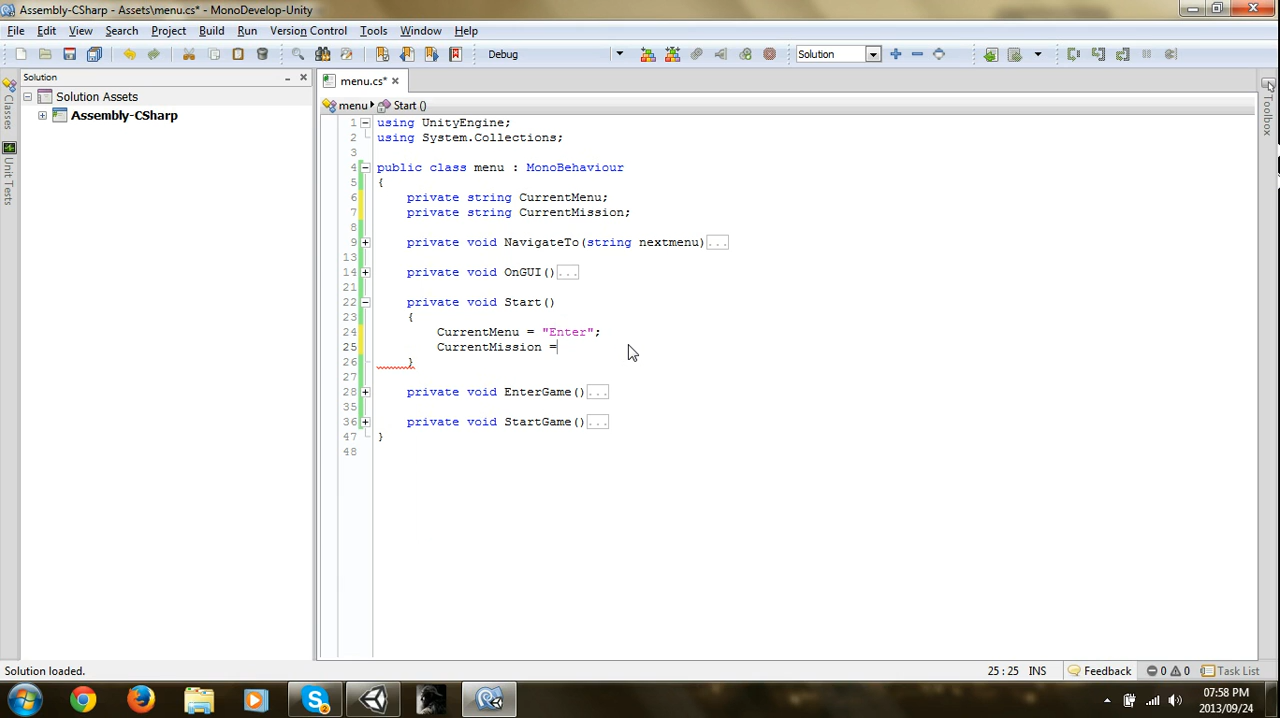 Assembly-CSharp - Assets\menu.cs* - MonoDevelop-Unity
File Edit View Search Project Build Run Version Control Tools Window Help
Debug Solution
Solution
menu.cs*
Classes
Unit Tests
Toolbox
Solution Assets
Assembly-CSharp
menu Start ()
1 using UnityEngine;
2 using System.Collections;
3
4 public class menu : MonoBehaviour
5 {
6 private string CurrentMenu;
7 private string CurrentMission;
8
9 private void NavigateTo(string nextmenu)...
13
14 private void OnGUI()...
21
22 private void Start()
23 {
24 CurrentMenu = "Enter";
25 CurrentMission =
26 }
27
28 private void EnterGame()...
35
36 private void StartGame()...
47 }
48
Solution loaded.
25 : 25 INS Feedback 0 0 Task List
07:58 PM
2013/09/24